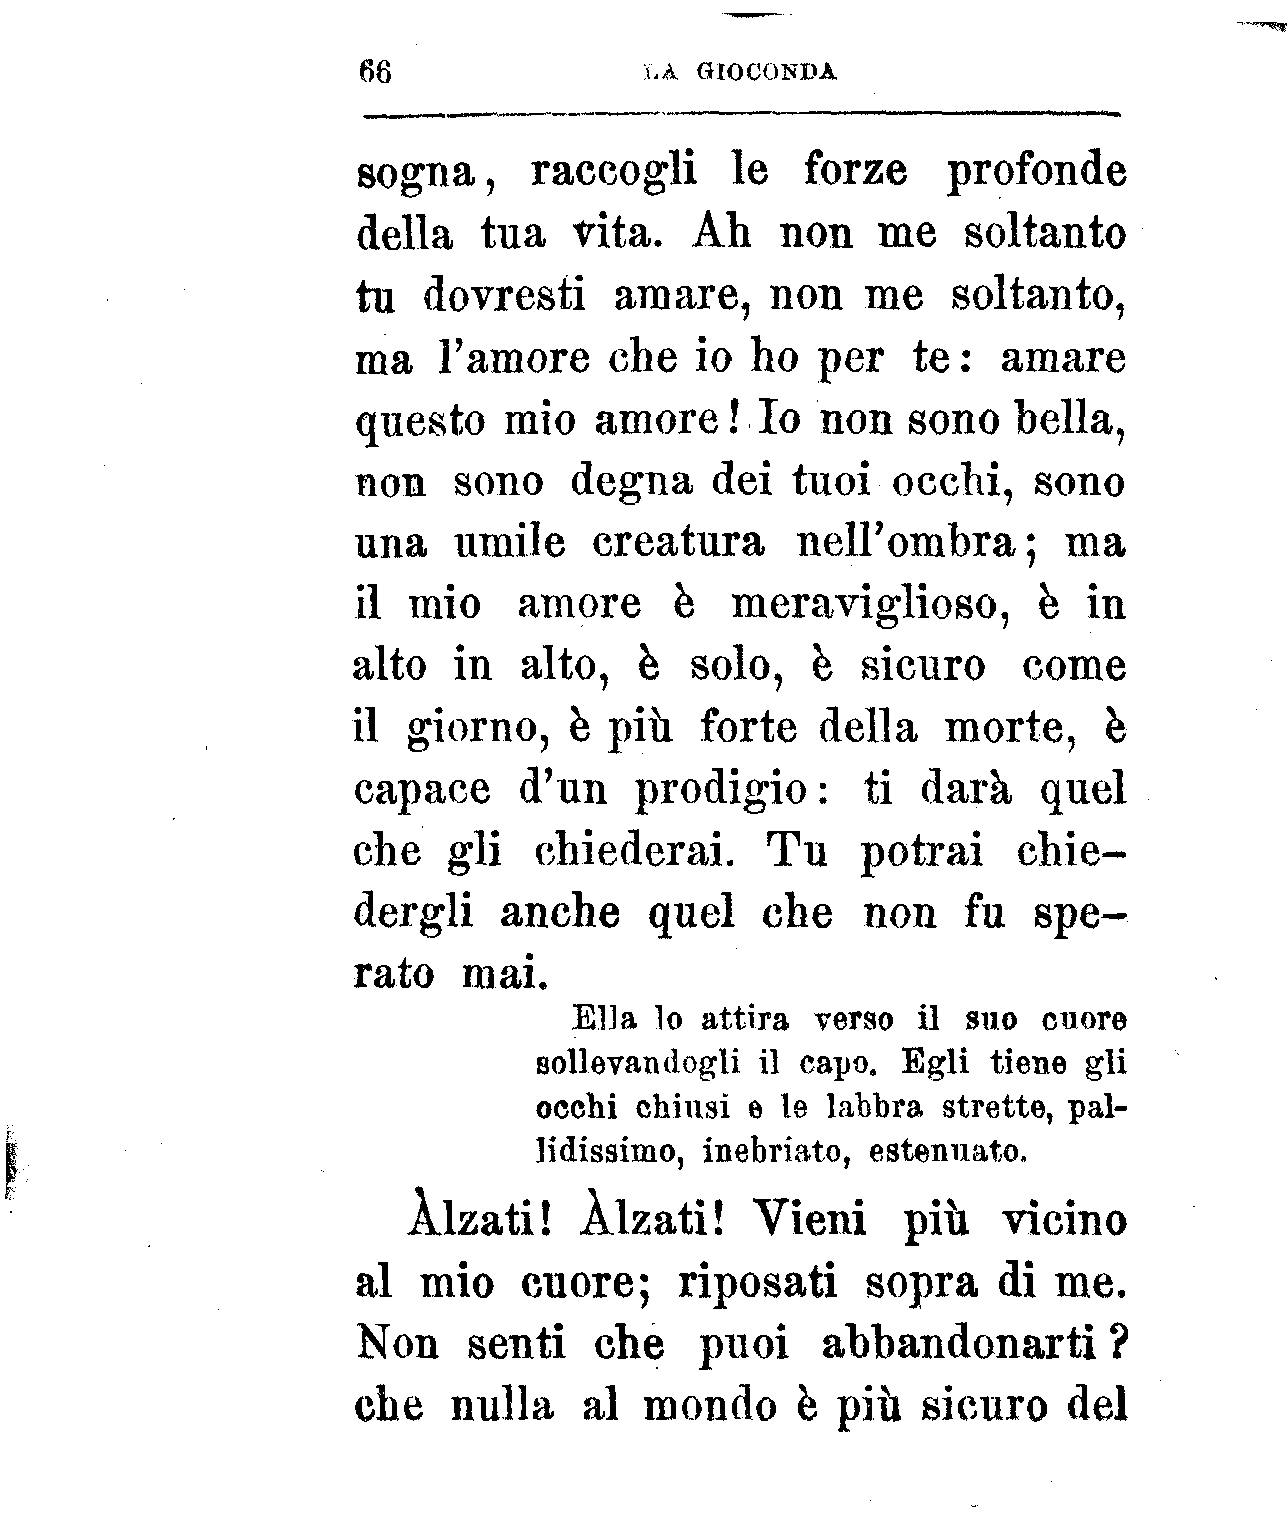 66 LA GIOCONDA
sogna, raccogli le forze profonde
della tua vita. Ah non me soltanto
tu dovresti amare, non me soltanto,
ma l'amore che io ho per te: amare
questo mio amore! Io non sono bella,
non sono degna dei tuoi occhi, sono
una umile creatura nell'ombra; ma
il mio amore è meraviglioso, è in
alto in alto, è solo, è sicuro come
il giorno, è più forte della morte, è
capace d'un prodigio: ti darà quel
che gli chiederai. Tu potrai chie-
dergli anche quel che non fu spe-
rato mai.
Ella lo attira verso il suo cuore
sollevandogli il capo. Egli tiene gli
occhi chiusi e le labbra strette, pal-
lidissimo, inebriato, estenuato.
Àlzati! Àlzati! Vieni più vicino
al mio cuore; riposati sopra di me.
Non senti che puoi abbandonarti?
che nulla al mondo è più sicuro del